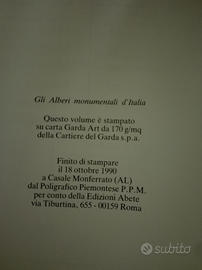 Gli Alberi monumentali d'Italia
Questo volume è stampato
su carta Garda Art da 170 g/mq
della Cartiere del Garda s.p.a.
Finito di stampare
il 18 ottobre 1990
a Casale Monferrato (AL)
dal Poligrafico Piemontese P.P.M.
per conto della Edizioni Abete
via Tiburtina, 655 - 00159 Roma
subito